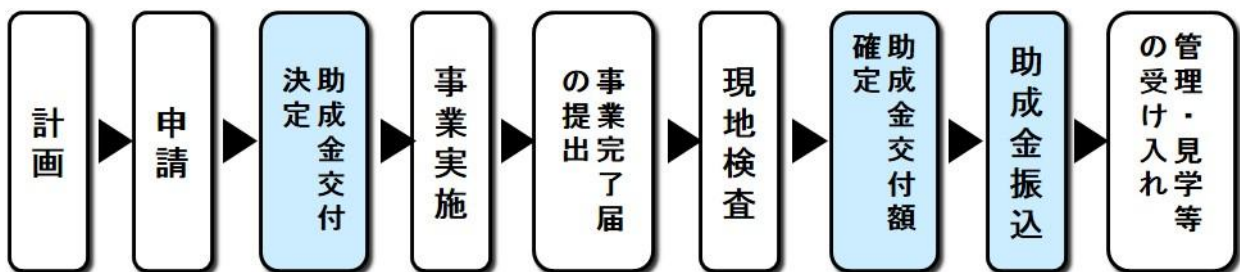 計画
申請
助成金交付
決定
事業実施
事業完了届
の提出
現地検査
助成金交付額
確定
助成金振込
管理・見学等
の受け入れ